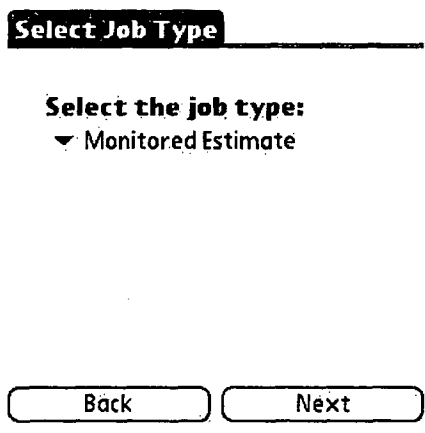 Select Job Type
Select the job type:
Monitored Estimate
Back Next